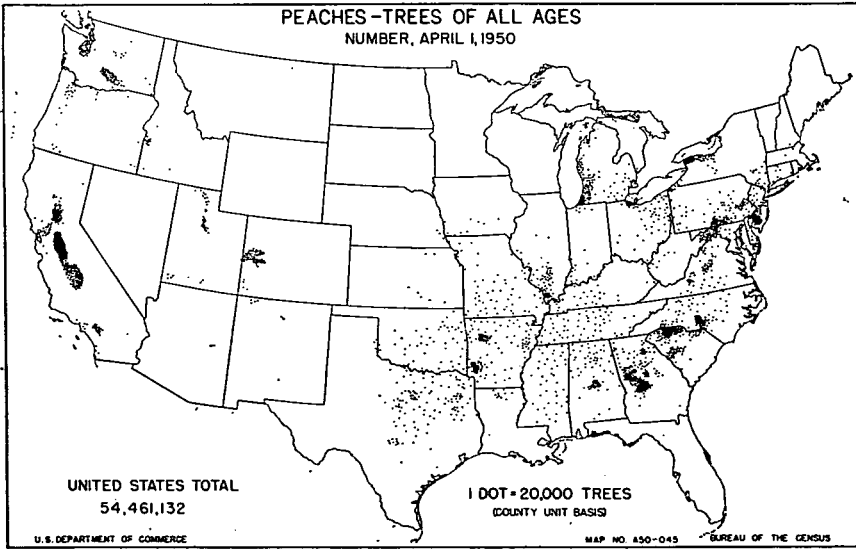 PEACHES-TREES OF ALL AGES
NUMBER, APRIL 1, 1950
UNITED STATES TOTAL
54,461,132
1 DOT = 20,000 TREES
(COUNTY UNIT BASIS)
U.S. DEPARTMENT OF COMMERCE
MAP NO. A50-045
BUREAU OF THE CENSUS